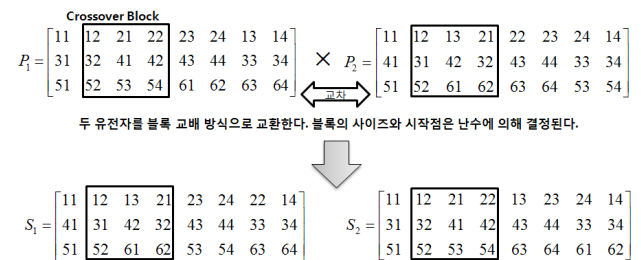 Crossover Block
P₁ = [11 12 21 22 23 24 13 14
31 32 41 42 43 44 33 34
51 52 53 54 61 62 63 64]
×
교차
P₂ = [11 12 13 21 22 23 24 14
41 31 42 32 43 44 33 34
51 52 61 62 63 64 53 54]
두 유전자를 블록 교배 방식으로 교환한다. 블록의 사이즈와 시작점은 난수에 의해 결정된다.
S₁ = [11 12 13 21 23 24 22 14
41 31 42 32 43 44 33 34
51 52 61 62 53 54 63 64]
S₂ = [11 12 21 22 13 23 24 14
31 32 41 42 43 44 33 34
51 52 53 54 63 64 61 62]